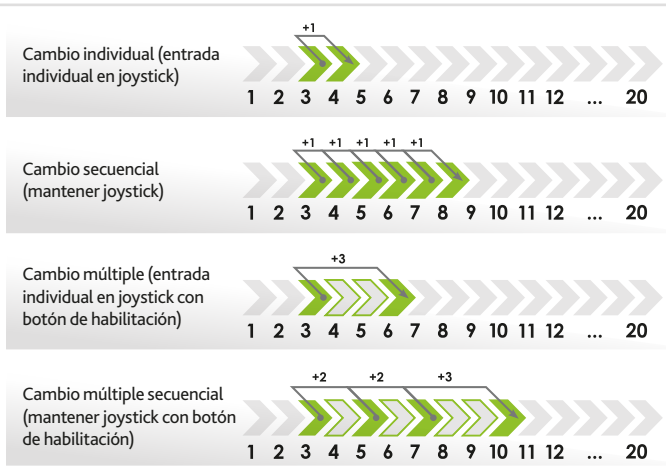 +1
Cambio individual (entrada
individual en joystick)
1 2 3 4 5 6 7 8 9 10 11 12 ... 20
+1 +1 +1 +1 +1
Cambio secuencial
(mantener joystick)
1 2 3 4 5 6 7 8 9 10 11 12 ... 20
+3
Cambio múltiple (entrada
individual en joystick con
botón de habilitación)
1 2 3 4 5 6 7 8 9 10 11 12 ... 20
+2 +2 +3
Cambio múltiple secuencial
(mantener joystick con botón
de habilitación)
1 2 3 4 5 6 7 8 9 10 11 12 ... 20